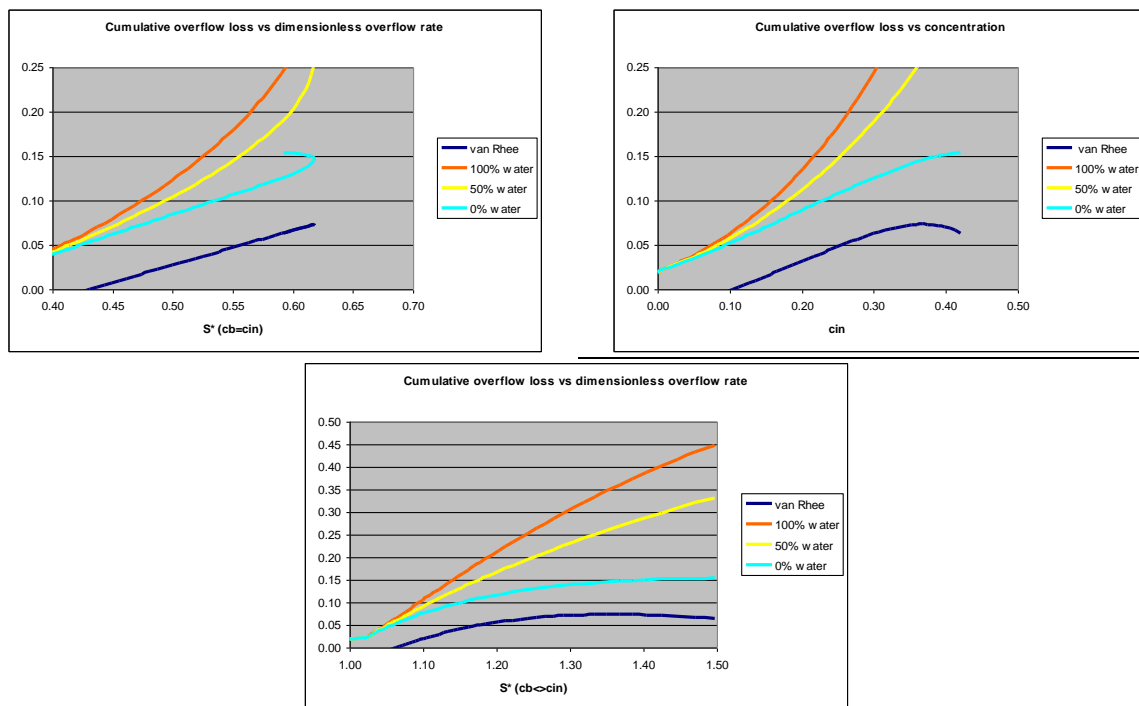 Cumulative overflow loss vs dimensionless overflow rate
0.25
0.20
0.15
0.10
0.05
0.00
0.40 0.45 0.50 0.55 0.60 0.65 0.70
S* (cb=cin)
van Rhee
100% water
50% water
0% water
Cumulative overflow loss vs concentration
0.25
0.20
0.15
0.10
0.05
0.00
0.00 0.10 0.20 0.30 0.40 0.50
cin
van Rhee
100% water
50% water
0% water
Cumulative overflow loss vs dimensionless overflow rate
0.50
0.45
0.40
0.35
0.30
0.25
0.20
0.15
0.10
0.05
0.00
1.00 1.10 1.20 1.30 1.40 1.50
S* (cb<>cin)
van Rhee
100% water
50% water
0% water